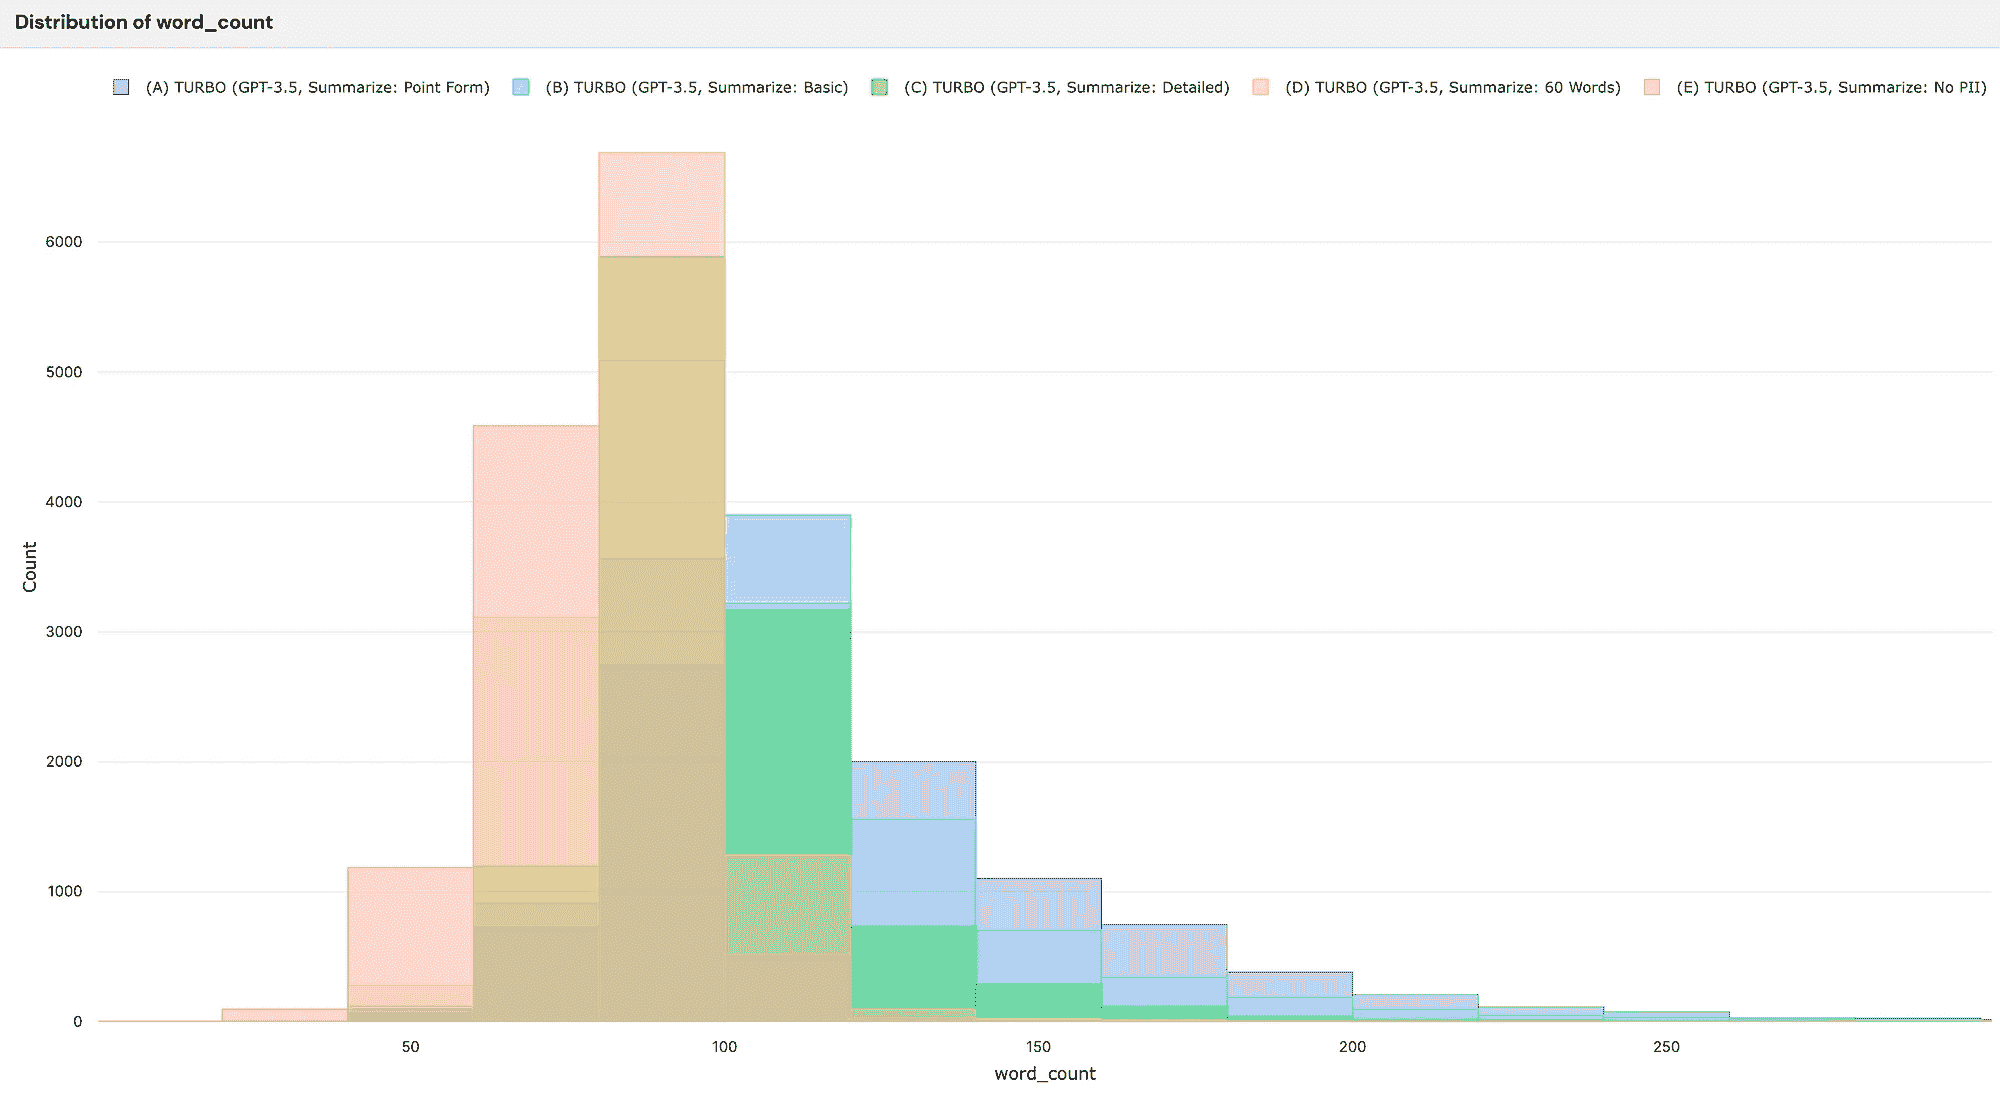 Distribution of word_count
(A) TURBO (GPT-3.5, Summarize: Point Form) (B) TURBO (GPT-3.5, Summarize: Basic) (C) TURBO (GPT-3.5, Summarize: Detailed) (D) TURBO (GPT-3.5, Summarize: 60 Words) (E) TURBO (GPT-3.5, Summarize: No PII)
6000
5000
4000
Count
3000
2000
1000
0
50 100 150 200 250
word_count